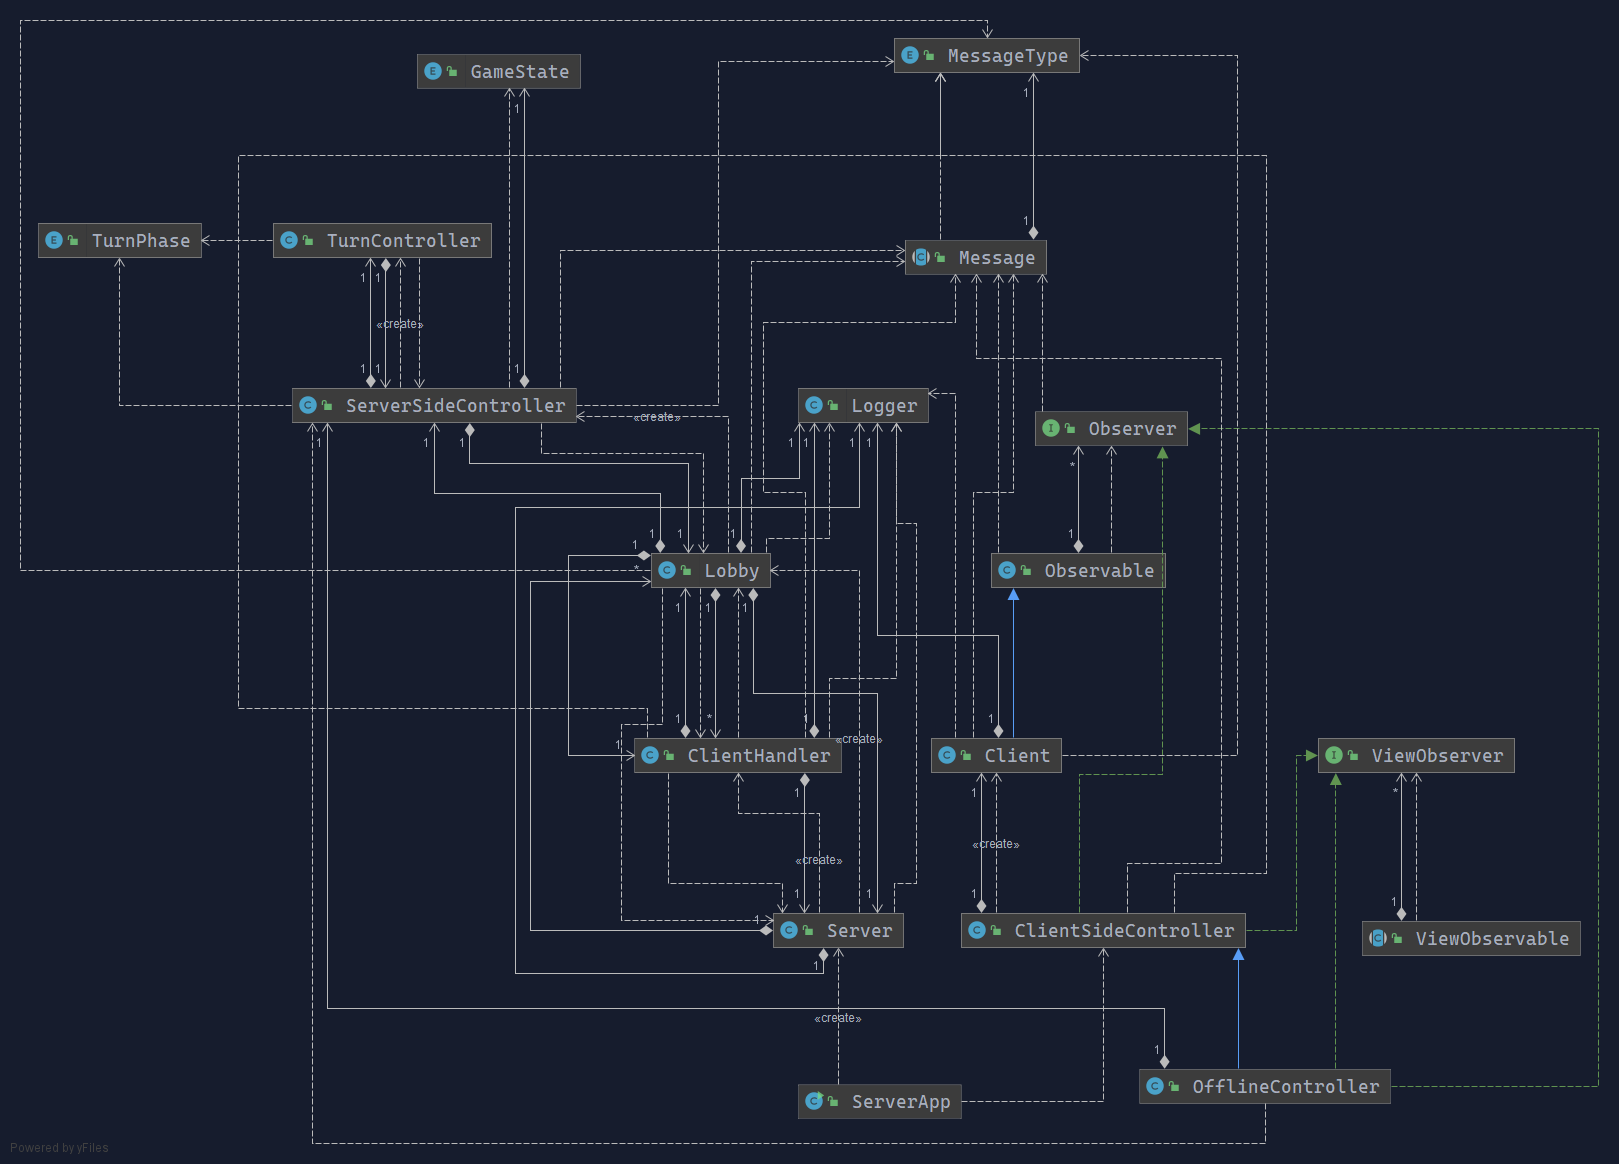 MessageType
GameState
1
1
1
TurnPhase
TurnController
Message
1
1
«create»
1
1
1
ServerSideController
Logger
«create»
Observer
1
1
1
1
1
1
1
*
1
1
1
1
1
*
Lobby
Observable
1
1
1
1
*
1
1
1
ClientHandler
«create»
Client
ViewObserver
1
1
*
«create»
«create»
1
1
1
1
1
Server
ClientSideController
ViewObservable
1
«create»
1
OfflineController
ServerApp
Powered by yFiles